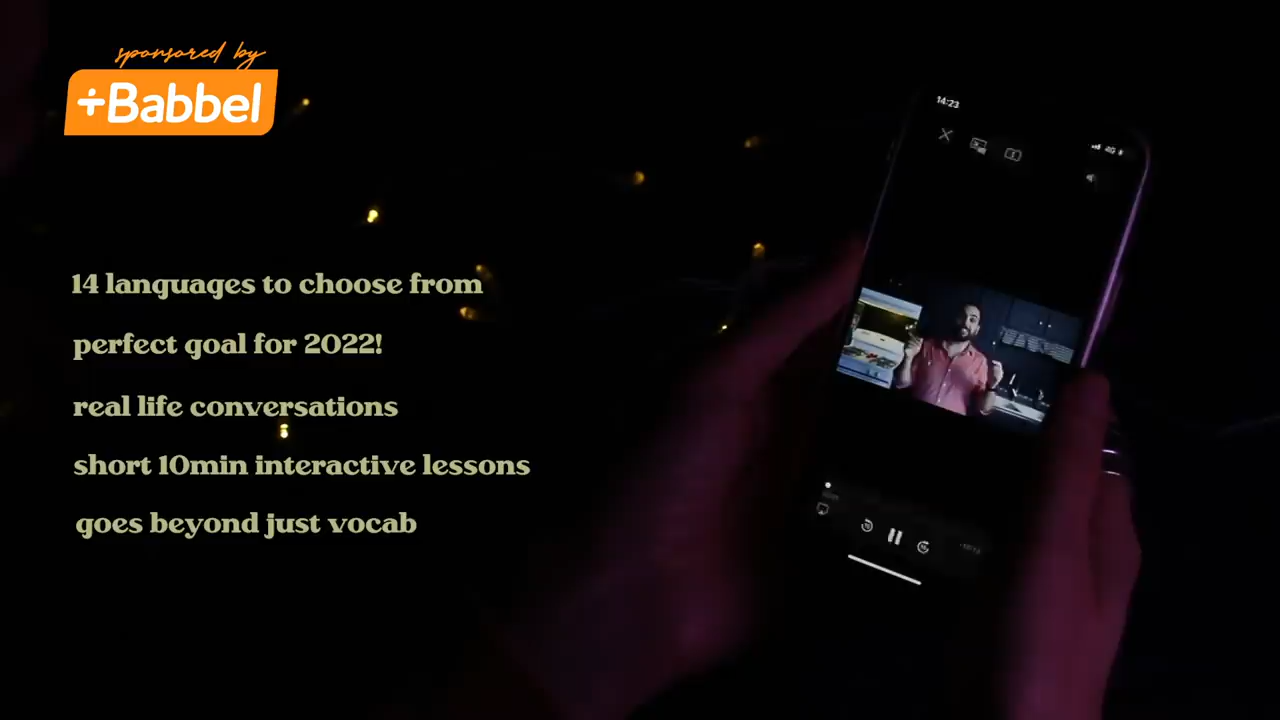 sponsored by
+Babbel
14 languages to choose from
perfect goal for 2022!
real life conversations
short 10min interactive lessons
goes beyond just vocab
14:23
4G